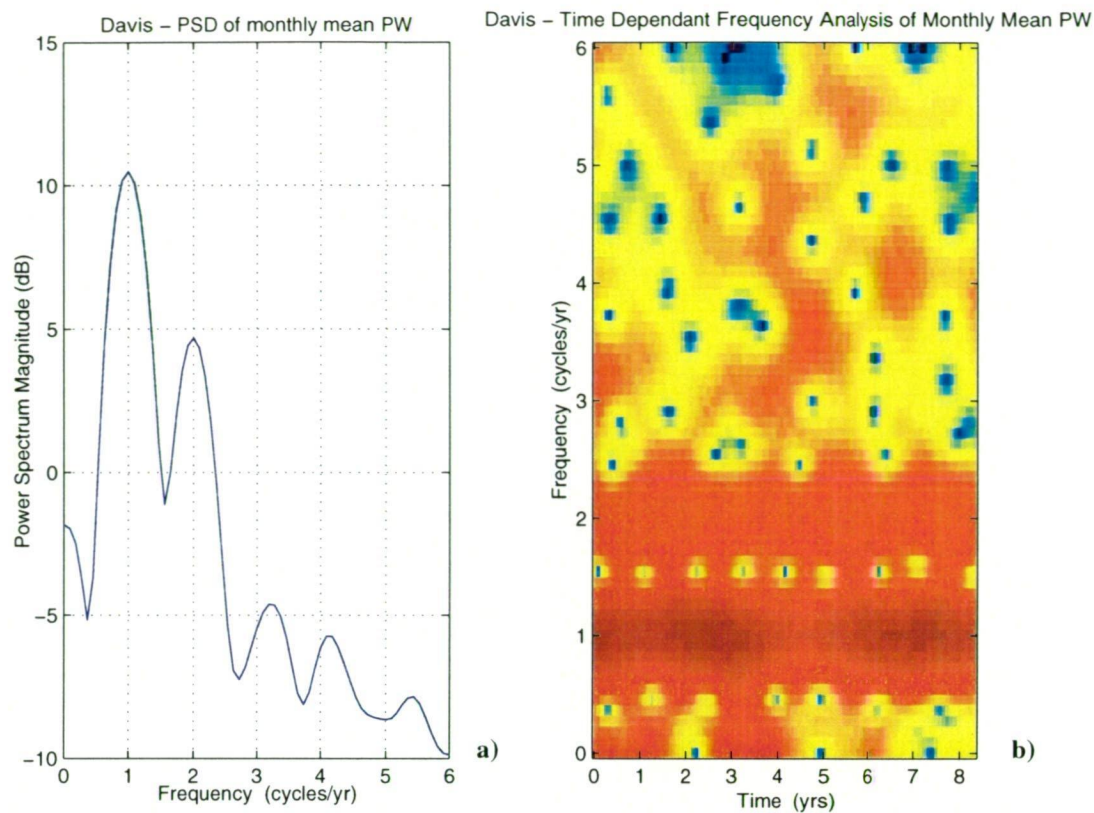 Davis – PSD of monthly mean PW
15
10
5
0
−5
−10
Power Spectrum Magnitude (dB)
0 1 2 3 4 5 6
Frequency (cycles/yr)
a)
Davis – Time Dependant Frequency Analysis of Monthly Mean PW
6
5
4
3
2
1
0
Frequency (cycles/yr)
0 1 2 3 4 5 6 7 8
Time (yrs)
b)